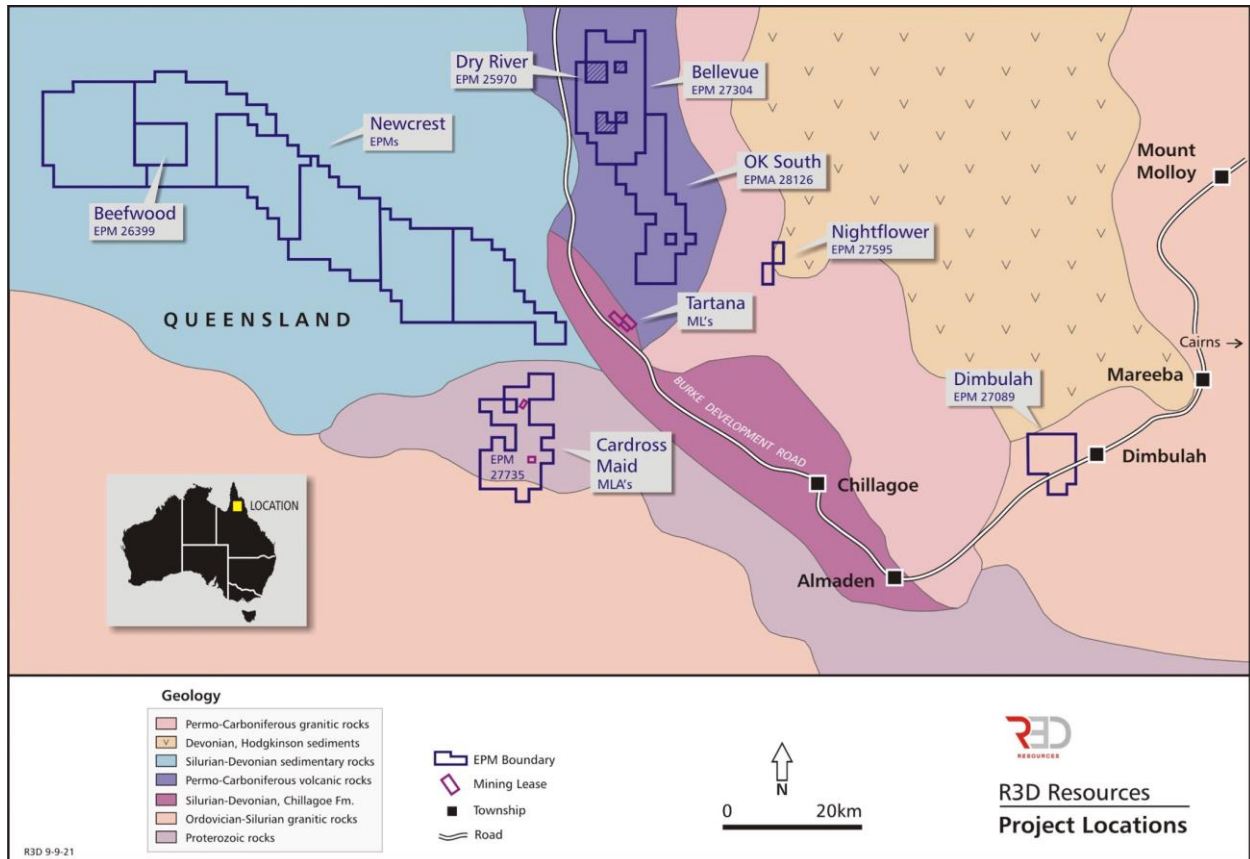 Dry River
EPM 25970
Bellevue
EPM 27304
Newcrest
EPMs
Mount
Molloy
OK South
EPMA 28126
Beefwood
EPM 26399
Nightflower
EPM 27595
QUEENSLAND
Tartana
ML's
Cairns →
Mareeba
Dimbulah
EPM 27089
BURKE DEVELOPMENT ROAD
Cardross
Maid
MLA's
EPM
27735
Dimbulah
Chillagoe
LOCATION
Almaden
Geology
Permo-Carboniferous granitic rocks
Devonian, Hodgkinson sediments
Silurian-Devonian sedimentary rocks
Permo-Carboniferous volcanic rocks
Silurian-Devonian, Chillagoe Fm.
Ordovician-Silurian granitic rocks
Proterozoic rocks
EPM Boundary
Mining Lease
Township
Road
N
0 20km
R3D
RESOURCES
R3D Resources
Project Locations
R3D 9-9-21